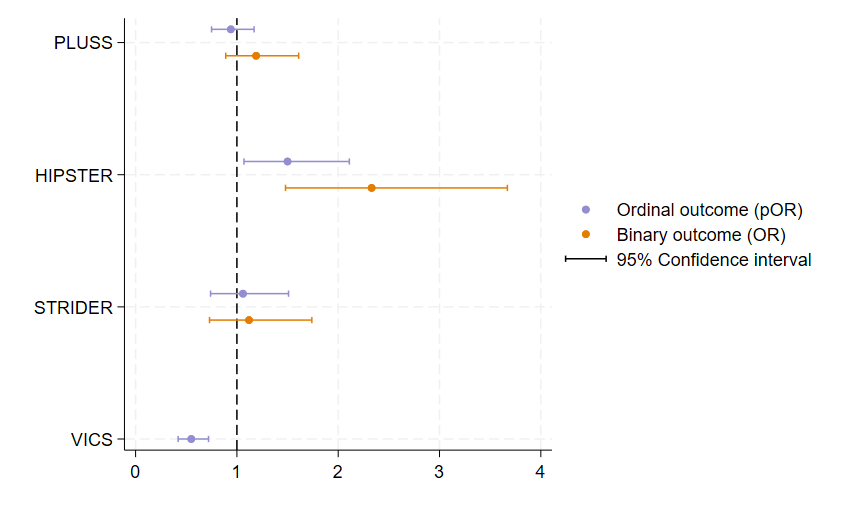 PLUSS
HIPSTER
STRIDER
VICS
0 1 2 3 4
Ordinal outcome (pOR)
Binary outcome (OR)
95% Confidence interval